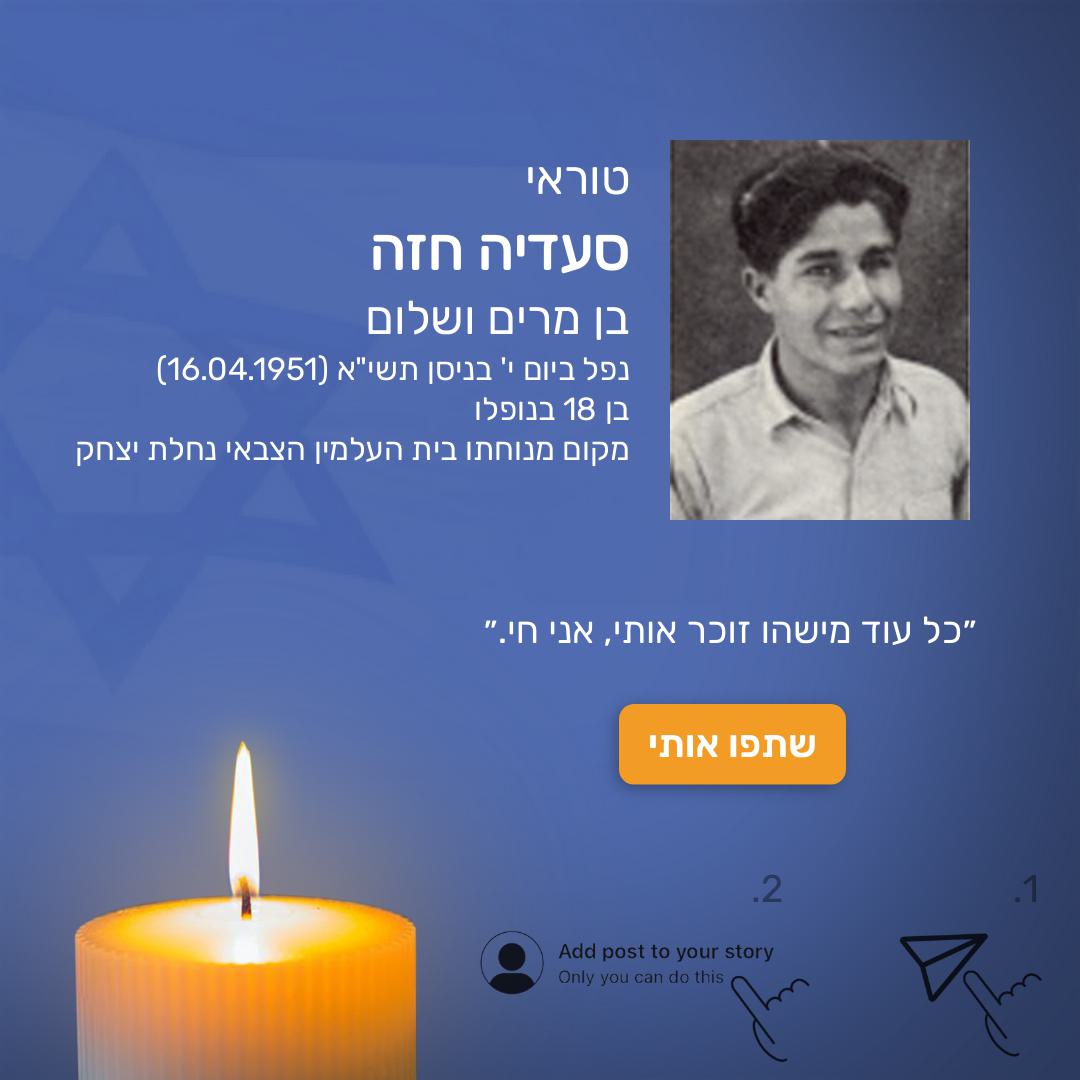 טוראי
סעדיה חזה
בן מרים ושלום
נפל ביום י' בניסן תשי"א (16.04.1951)
בן 18 בנופלו
מקום מנוחתו בית העלמין הצבאי נחלת יצחק
״כל עוד מישהו זוכר אותי, אני חי.״
שתפו אותי
1.
2.
Add post to your story
Only you can do this